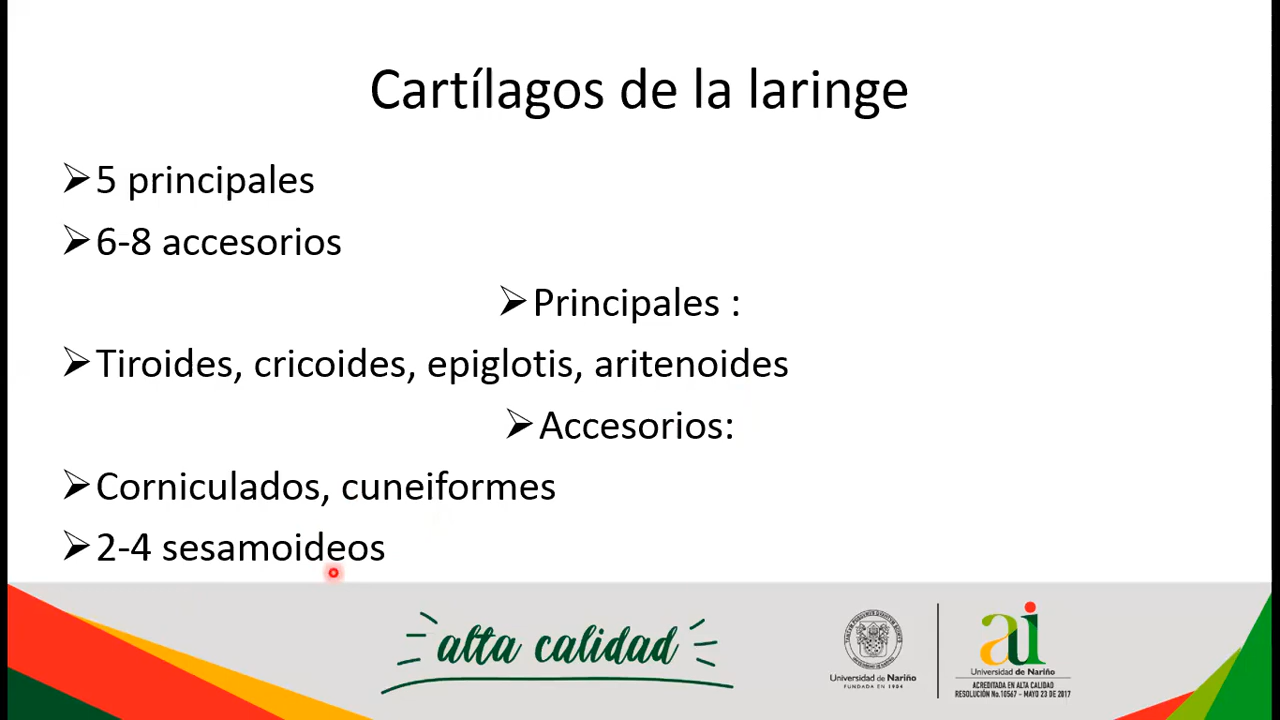 Cartílagos de la laringe
➢5 principales
➢6-8 accesorios
➢Principales :
➢Tiroides, cricoides, epiglotis, aritenoides
➢Accesorios:
➢Corniculados, cuneiformes
➢2-4 sesamoideos
alta calidad
Universidad de Nariño
FUNDADA EN 1904
ai
Universidad de Nariño
ACREDITADA EN ALTA CALIDAD
RESOLUCIÓN No.10567 - MAYO 23 DE 2017